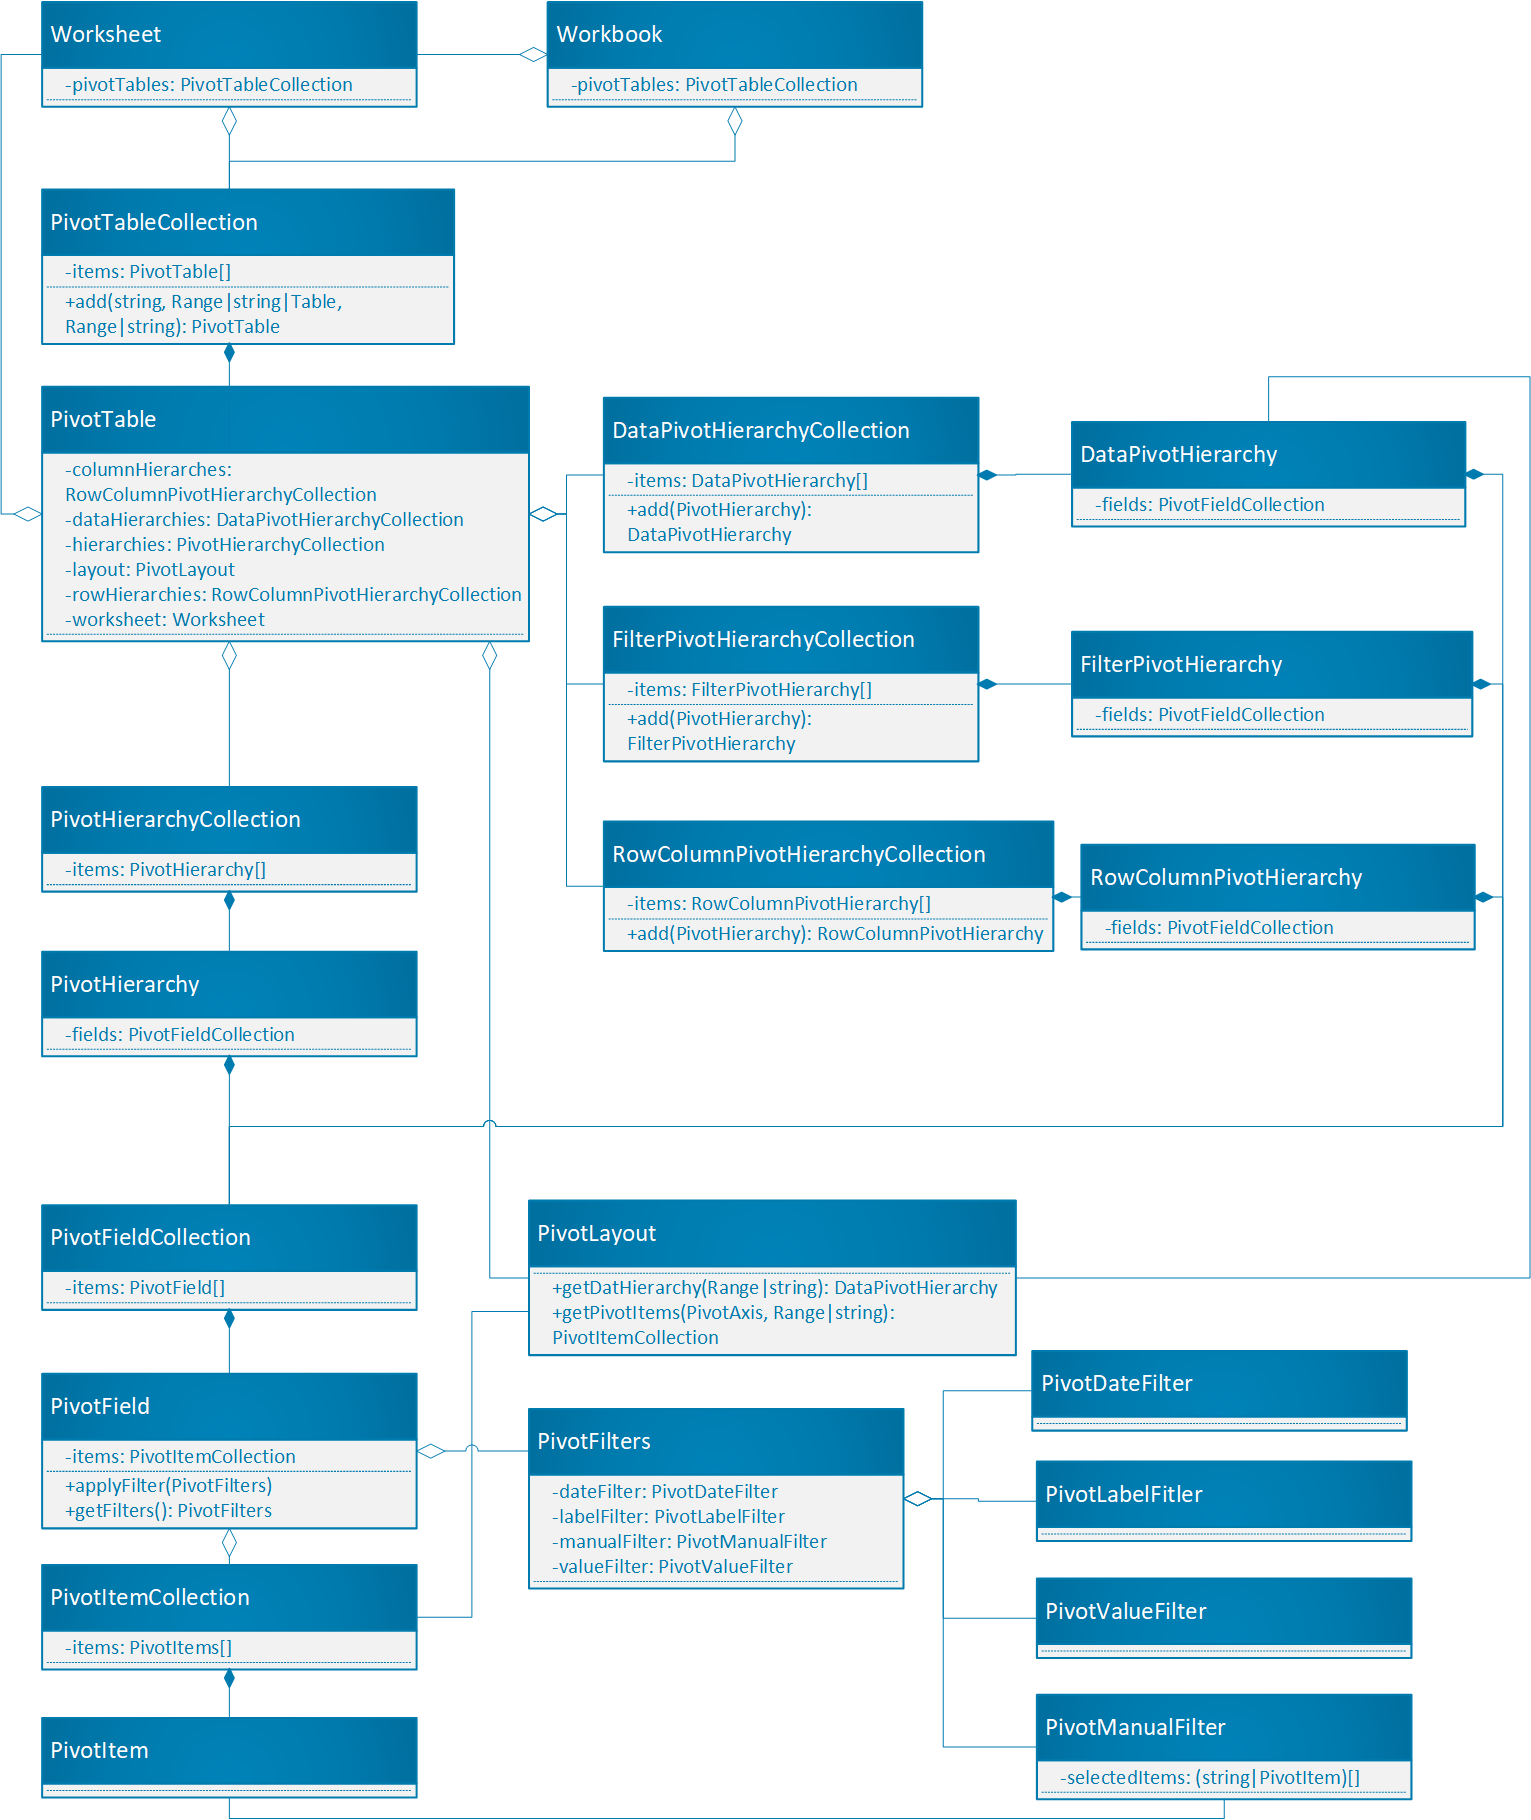 Worksheet
-pivotTables: PivotTableCollection
Workbook
-pivotTables: PivotTableCollection
PivotTableCollection
-items: PivotTable[]
+add(string, Range|string|Table,
Range|string): PivotTable
PivotTable
-columnHierarches:
RowColumnPivotHierarchyCollection
-dataHierarchies: DataPivotHierarchyCollection
-hierarchies: PivotHierarchyCollection
-layout: PivotLayout
-rowHierarchies: RowColumnPivotHierarchyCollection
-worksheet: Worksheet
DataPivotHierarchyCollection
-items: DataPivotHierarchy[]
+add(PivotHierarchy):
DataPivotHierarchy
DataPivotHierarchy
-fields: PivotFieldCollection
FilterPivotHierarchyCollection
-items: FilterPivotHierarchy[]
+add(PivotHierarchy):
FilterPivotHierarchy
FilterPivotHierarchy
-fields: PivotFieldCollection
RowColumnPivotHierarchyCollection
-items: RowColumnPivotHierarchy[]
+add(PivotHierarchy): RowColumnPivotHierarchy
RowColumnPivotHierarchy
-fields: PivotFieldCollection
PivotHierarchyCollection
-items: PivotHierarchy[]
PivotHierarchy
-fields: PivotFieldCollection
PivotFieldCollection
-items: PivotField[]
PivotLayout
+getDatHierarchy(Range|string): DataPivotHierarchy
+getPivotItems(PivotAxis, Range|string):
PivotItemCollection
PivotField
-items: PivotItemCollection
+applyFilter(PivotFilters)
+getFilters(): PivotFilters
PivotFilters
-dateFilter: PivotDateFilter
-labelFilter: PivotLabelFilter
-manualFilter: PivotManualFilter
-valueFilter: PivotValueFilter
PivotDateFilter
PivotLabelFitler
PivotValueFilter
PivotManualFilter
-selectedItems: (string|PivotItem)[]
PivotItemCollection
-items: PivotItems[]
PivotItem